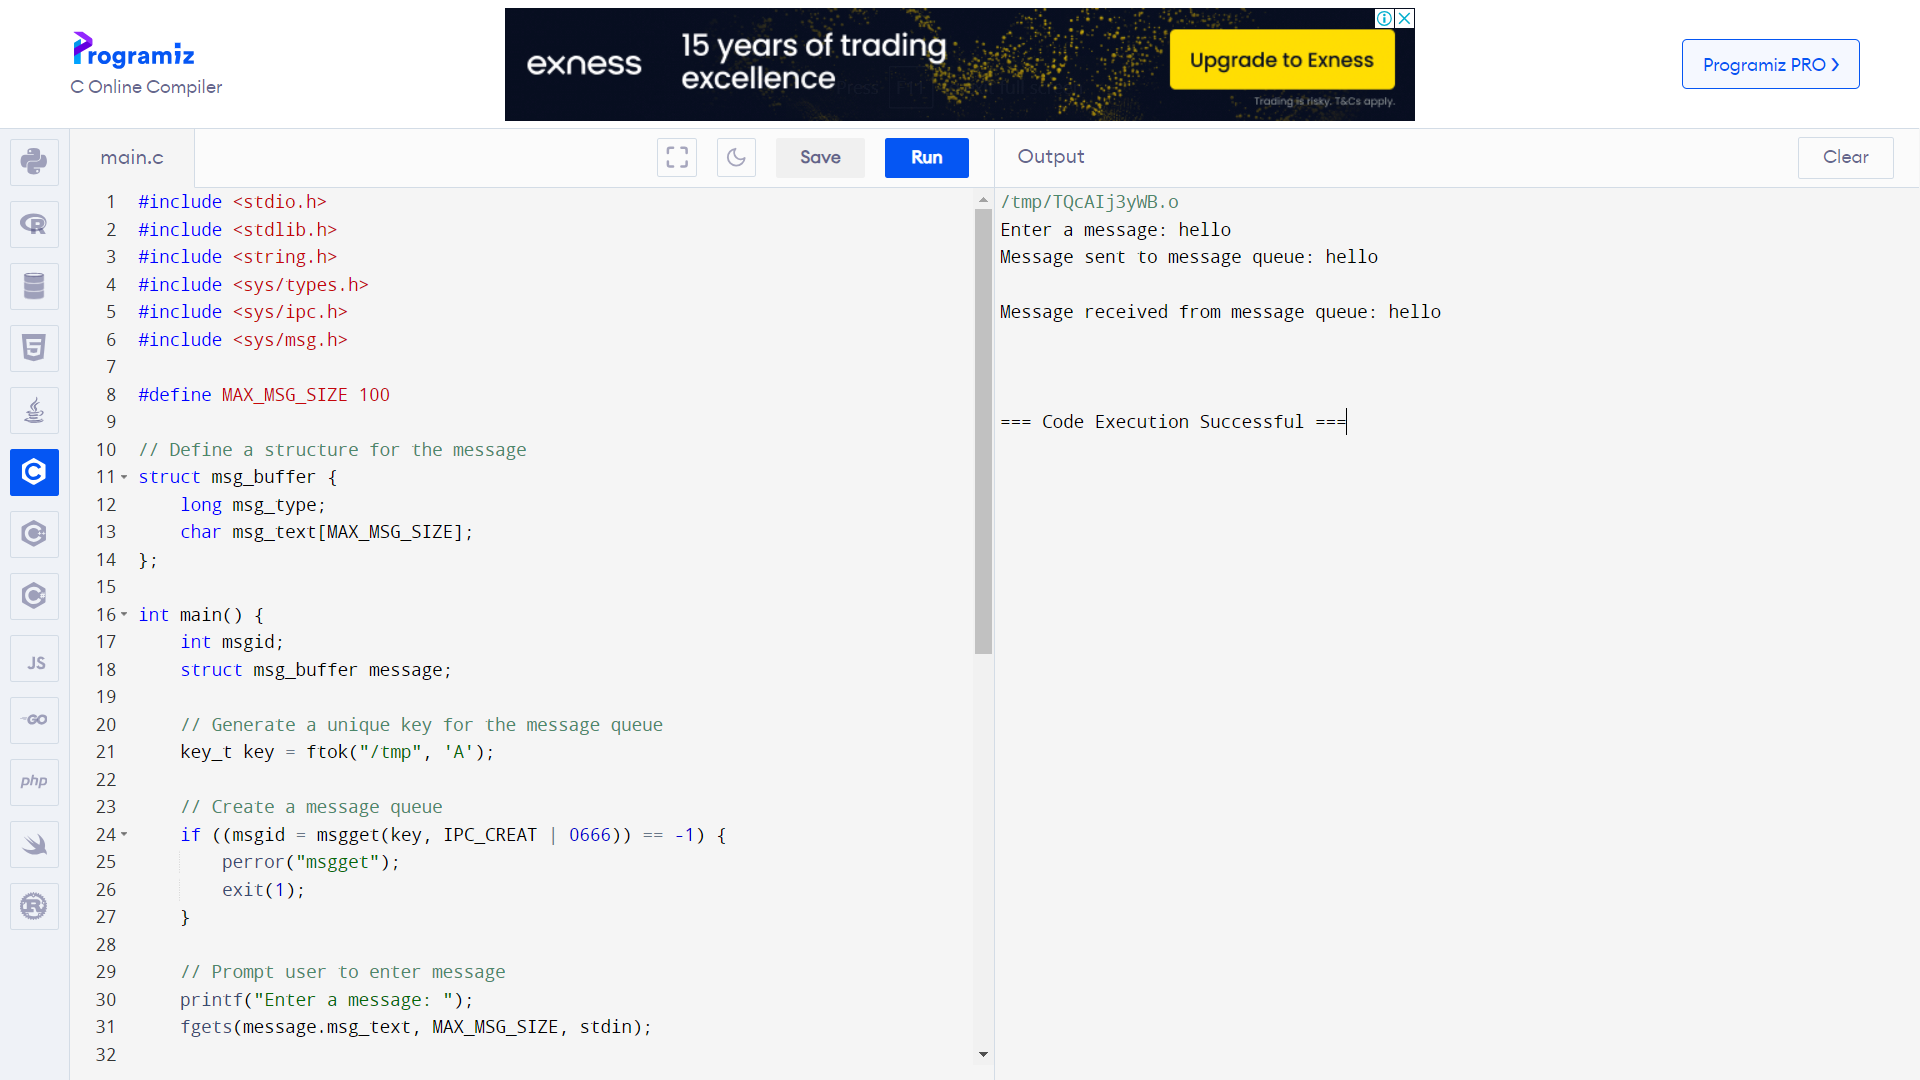 Programiz
C Online Compiler
exness
15 years of trading
excellence
Upgrade to Exness
Trading is risky. T&Cs apply.
Programiz PRO
main.c
Save
Run
Output
Clear
JS
GO
php
1 #include <stdio.h>
2 #include <stdlib.h>
3 #include <string.h>
4 #include <sys/types.h>
5 #include <sys/ipc.h>
6 #include <sys/msg.h>
7
8 #define MAX_MSG_SIZE 100
9
10 // Define a structure for the message
11 struct msg_buffer {
12     long msg_type;
13     char msg_text[MAX_MSG_SIZE];
14 };
15
16 int main() {
17     int msgid;
18     struct msg_buffer message;
19
20     // Generate a unique key for the message queue
21     key_t key = ftok("/tmp", 'A');
22
23     // Create a message queue
24     if ((msgid = msgget(key, IPC_CREAT | 0666)) == -1) {
25         perror("msgget");
26         exit(1);
27     }
28
29     // Prompt user to enter message
30     printf("Enter a message: ");
31     fgets(message.msg_text, MAX_MSG_SIZE, stdin);
32
/tmp/TQcAIj3yWB.o
Enter a message: hello
Message sent to message queue: hello
Message received from message queue: hello
=== Code Execution Successful ===